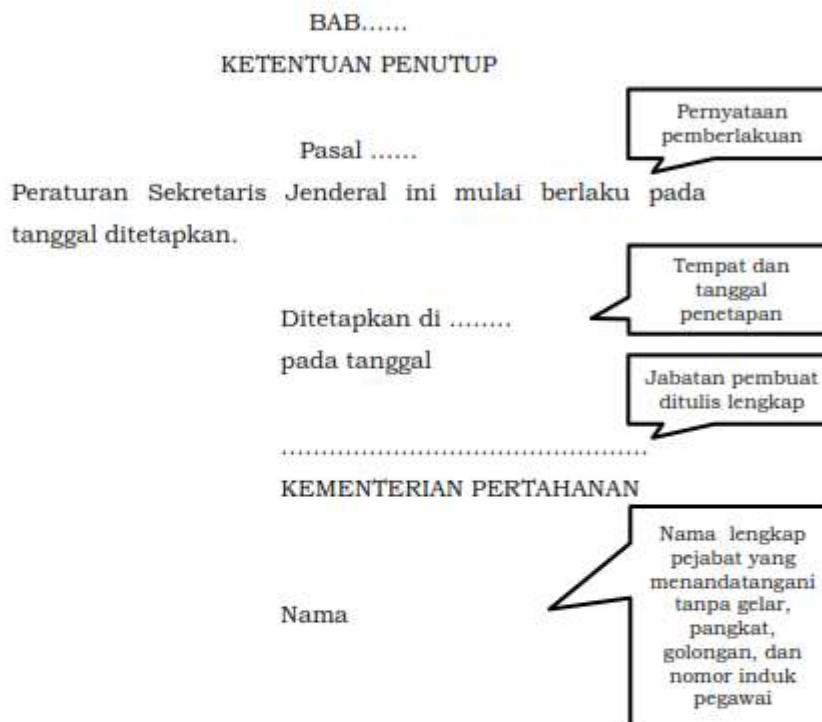 BAB......
KETENTUAN PENUTUP
Pernyataan
pemberlakuan
Pasal ......
Peraturan Sekretaris Jenderal ini mulai berlaku pada
tanggal ditetapkan.
Tempat dan
tanggal
penetapan
Ditetapkan di ........
pada tanggal
Jabatan pembuat
ditulis lengkap
..............................................
KEMENTERIAN PERTAHANAN
Nama lengkap
pejabat yang
menandatangani
tanpa gelar,
pangkat,
golongan, dan
nomor induk
pegawai
Nama